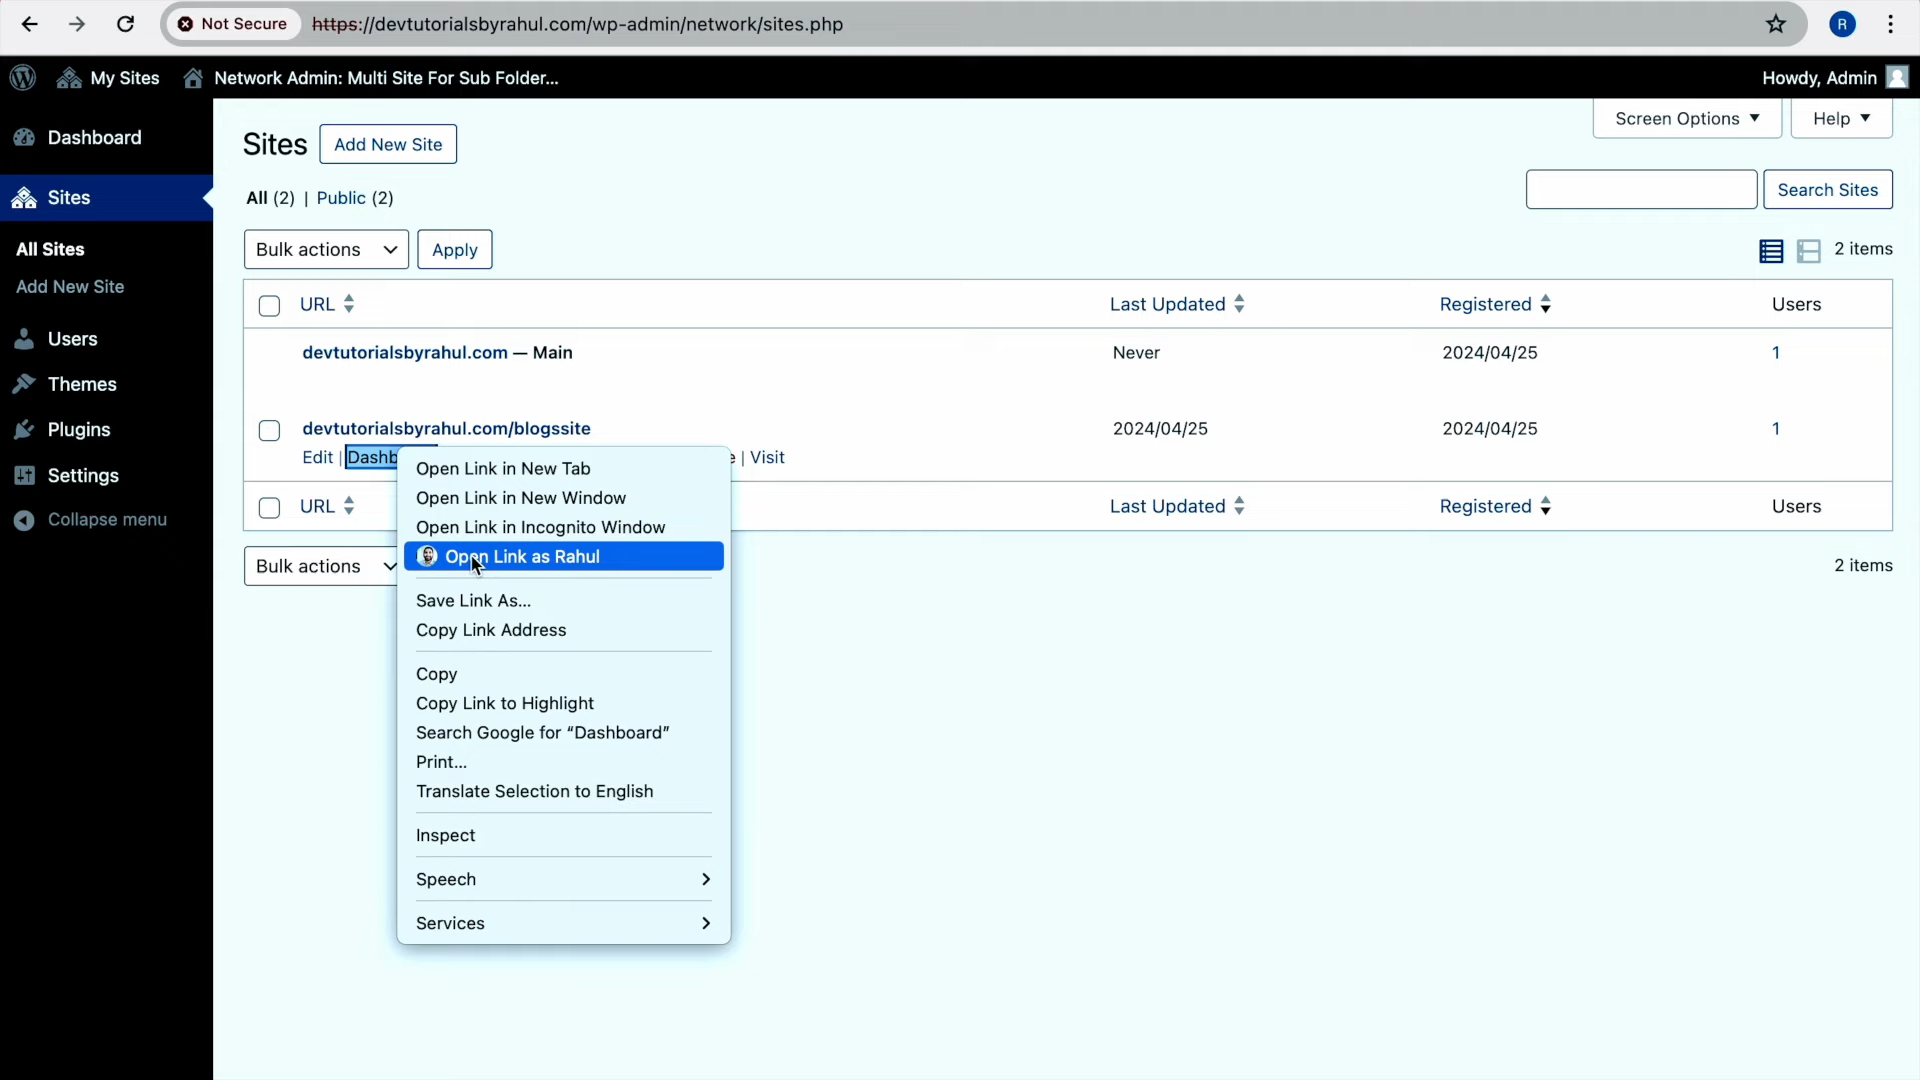 Not Secure https://devtutorialsbyrahul.com/wp-admin/network/sites.php R
My Sites Network Admin: Multi Site For Sub Folder... Howdy, Admin
Dashboard
Sites
All Sites
Add New Site
Users
Themes
Plugins
Settings
Collapse menu
Screen Options Help
Sites Add New Site
All (2) | Public (2)
Search Sites
Bulk actions Apply 2 items
URL Last Updated Registered Users
devtutorialsbyrahul.com — Main Never 2024/04/25 1
devtutorialsbyrahul.com/blogssite 2024/04/25 2024/04/25 1
Edit | Dashb e | Visit
URL Last Updated Registered Users
Bulk actions 2 items
Open Link in New Tab
Open Link in New Window
Open Link in Incognito Window
Open Link as Rahul
Save Link As...
Copy Link Address
Copy
Copy Link to Highlight
Search Google for “Dashboard”
Print...
Translate Selection to English
Inspect
Speech
Services